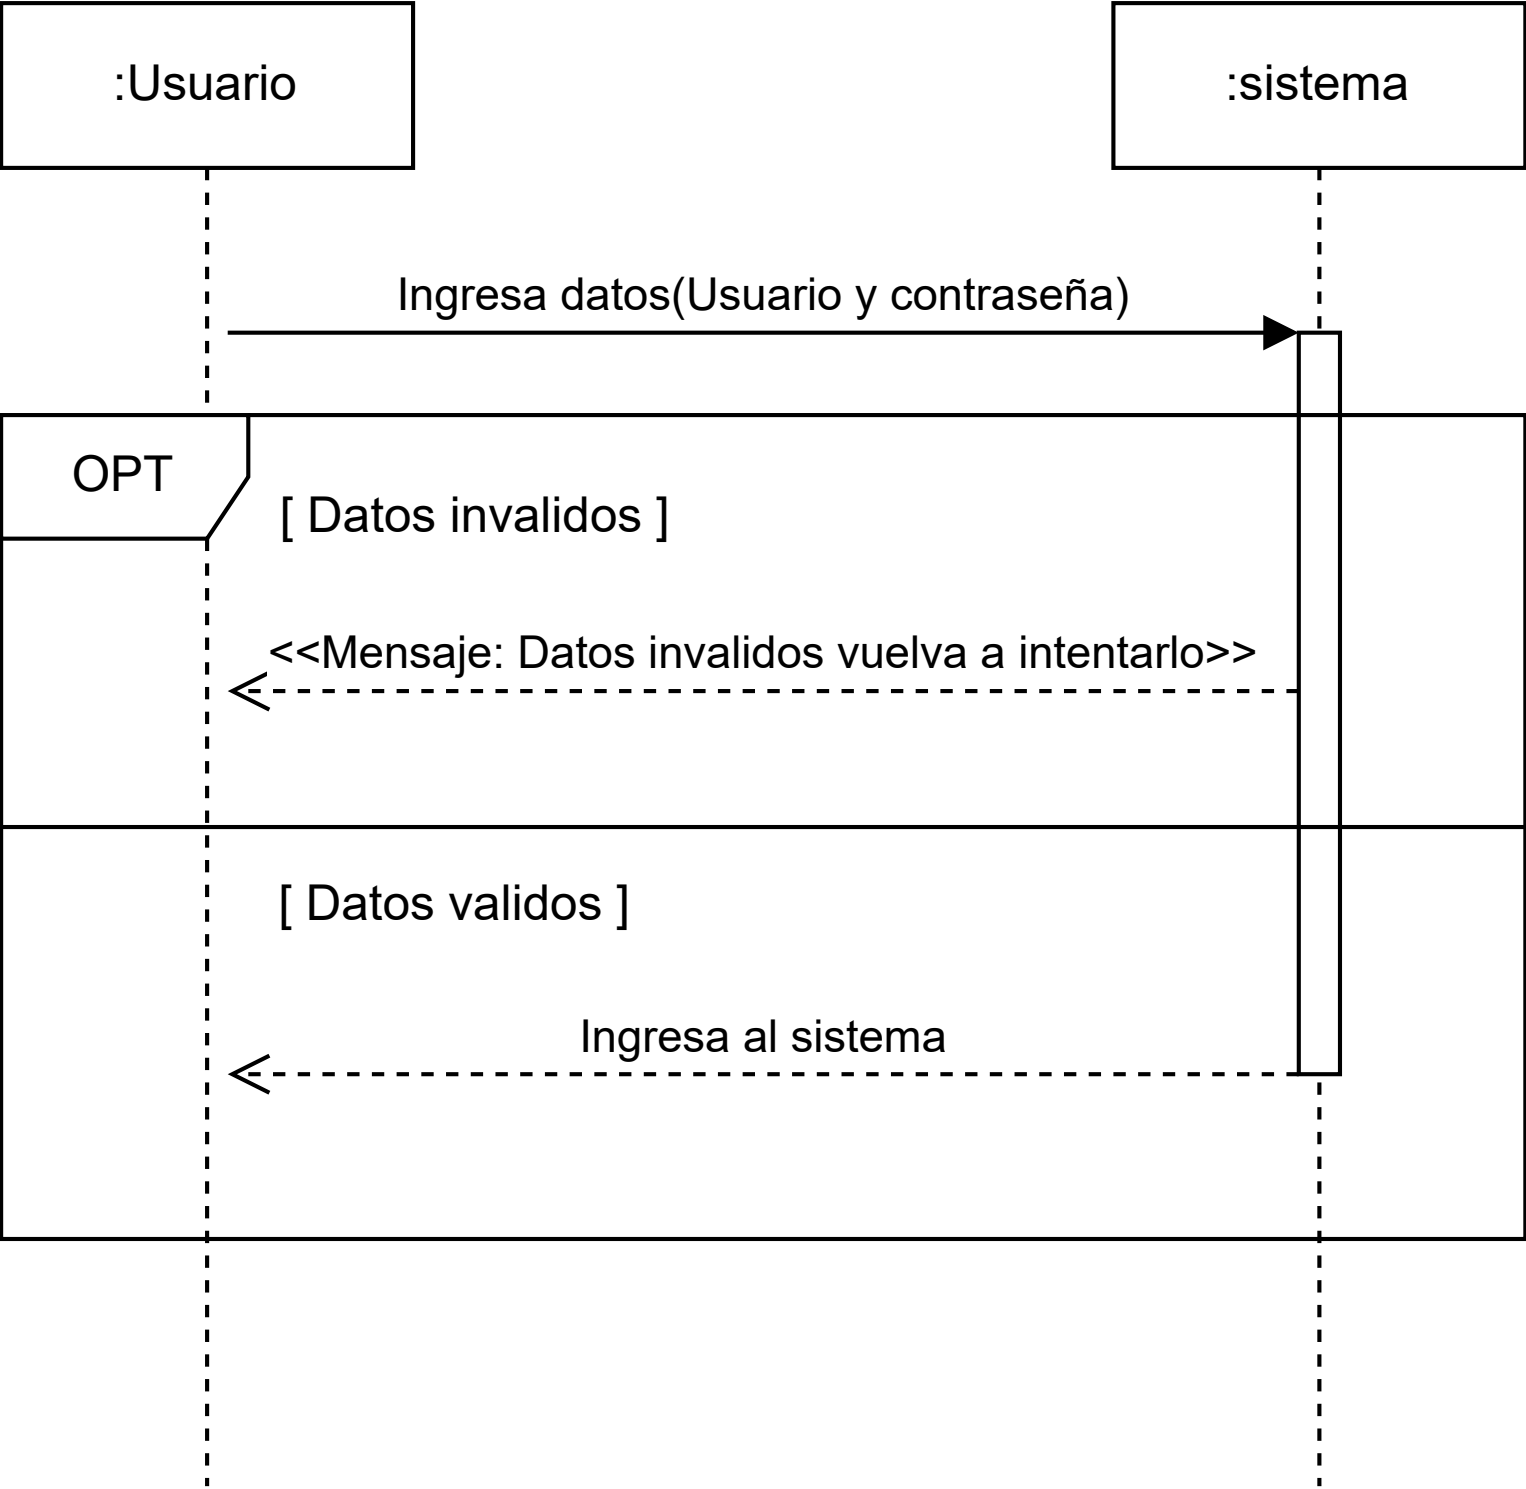 :Usuario
:sistema
Ingresa datos(Usuario y contraseña)
OPT
[ Datos invalidos ]
<<Mensaje: Datos invalidos vuelva a intentarlo>>
[ Datos validos ]
Ingresa al sistema